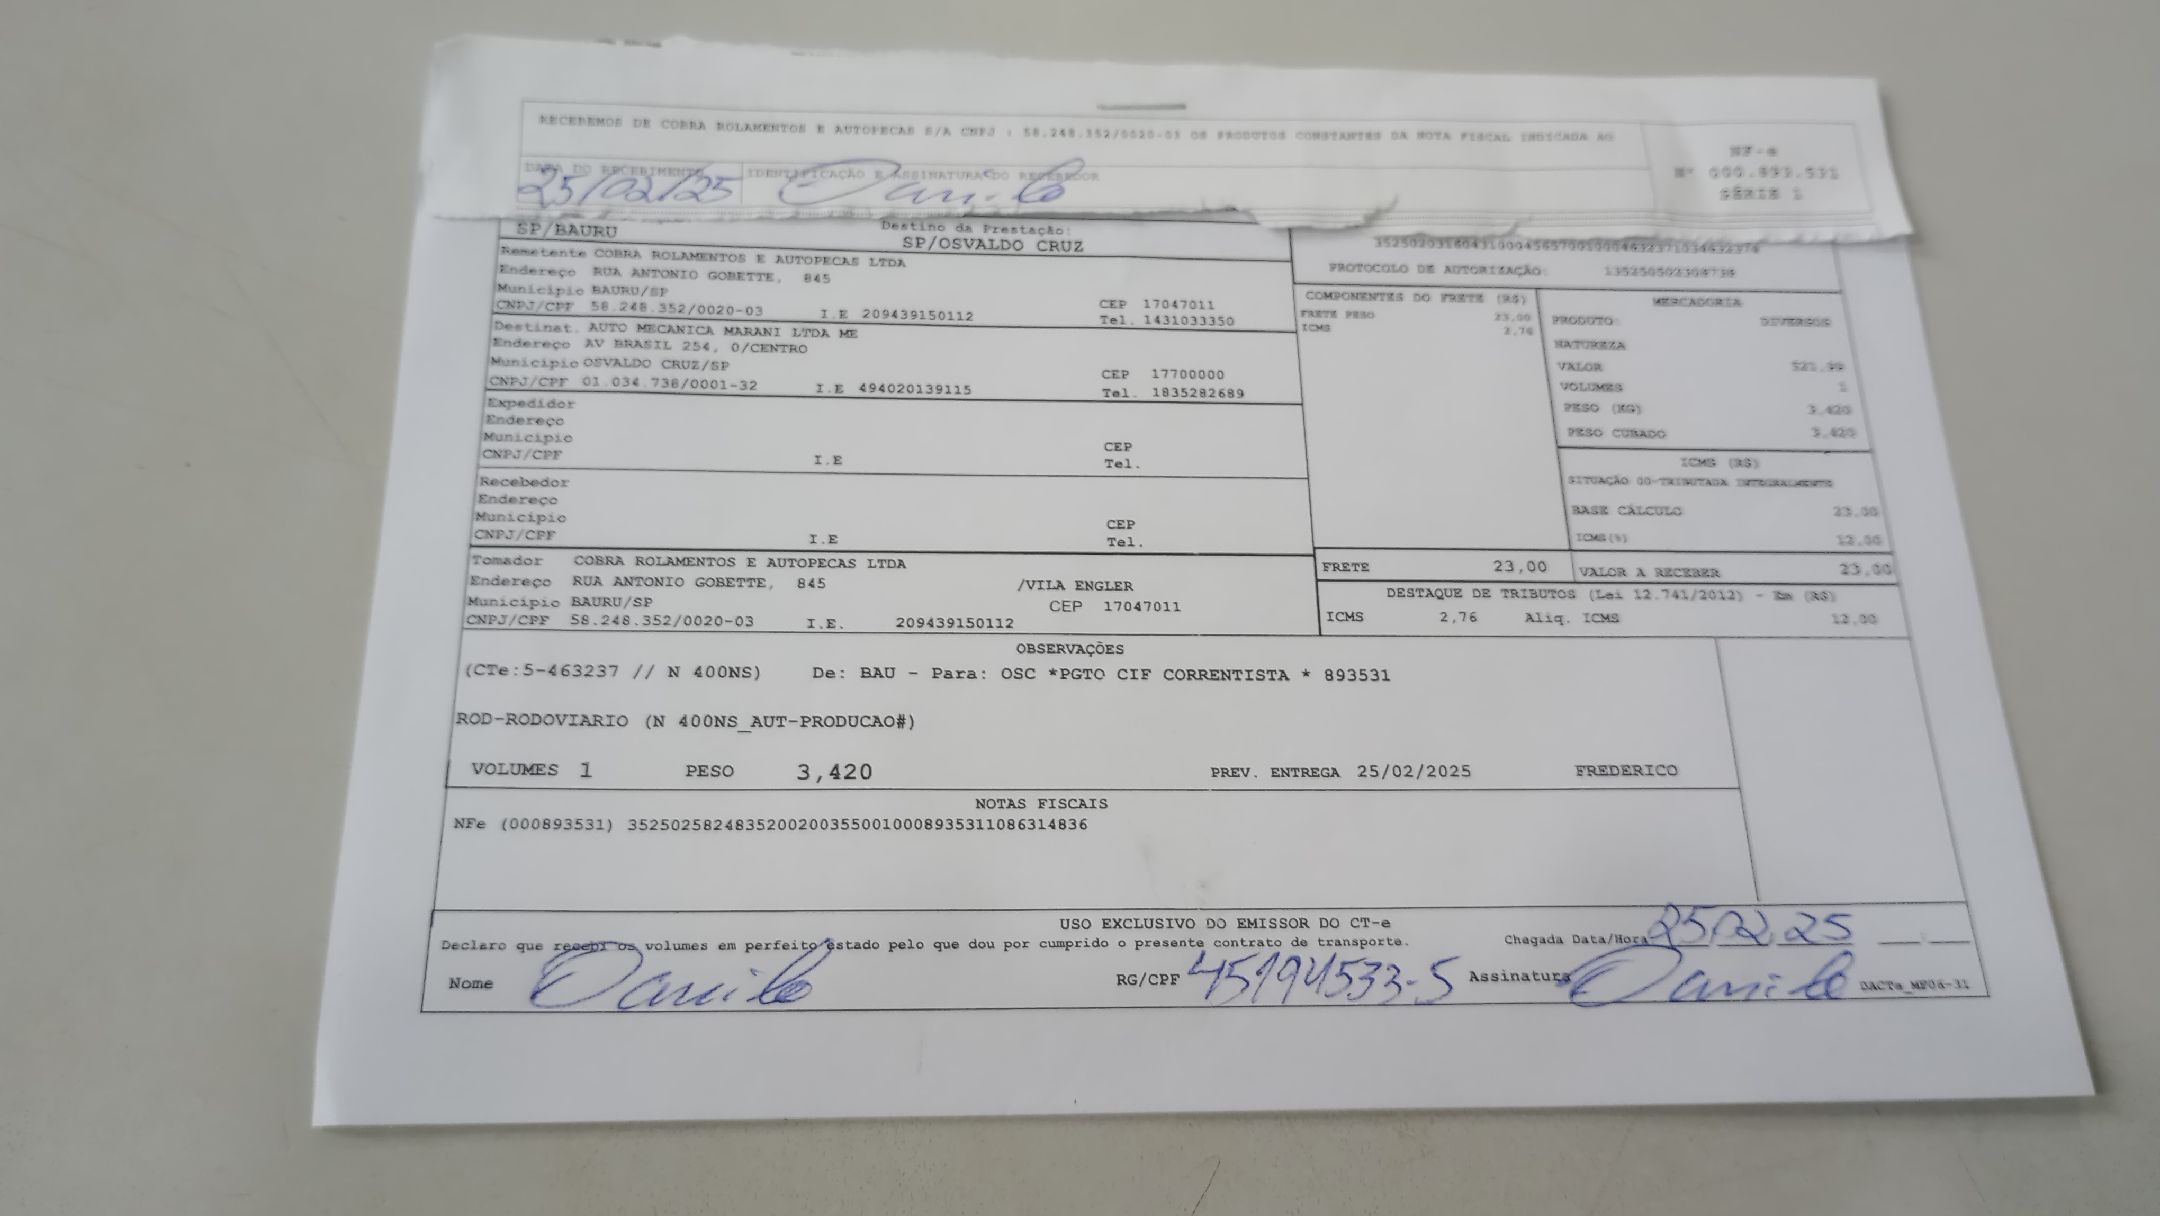 RECEBEMOS DE COBRA ROLAMENTOS E AUTOPECAS S/A CNPJ : 58.248.352/0020-03 OS PRODUTOS CONSTANTES DA NOTA FISCAL INDICADA AO
NF-e
Nº 000.893.531
SÉRIE 1
DATA DO RECEBIMENTO
25/02/25
IDENTIFICAÇÃO E ASSINATURA DO RECEBEDOR
Danilo
SP/BAURU
Destino da Prestação:
SP/OSVALDO CRUZ
PROTOCOLO DE AUTORIZAÇÃO:
Remetente COBRA ROLAMENTOS E AUTOPECAS LTDA
Endereço RUA ANTONIO GOBETTE, 845
Municipio BAURU/SP
CEP 17047011
CNPJ/CPF 58.248.352/0020-03 I.E 209439150112 Tel. 1431033350
Destinat. AUTO MECANICA MARANI LTDA ME
Endereço AV BRASIL 254, 0/CENTRO
Municipio OSVALDO CRUZ/SP CEP 17700000
CNPJ/CPF 01.034.738/0001-32 I.E 494020139115 Tel. 1835282689
Expedidor
Endereço
Municipio CEP
CNPJ/CPF I.E Tel.
Recebedor
Endereço
Municipio CEP
CNPJ/CPF I.E Tel.
Tomador COBRA ROLAMENTOS E AUTOPECAS LTDA
Endereço RUA ANTONIO GOBETTE, 845 /VILA ENGLER
Municipio BAURU/SP CEP 17047011
CNPJ/CPF 58.248.352/0020-03 I.E. 209439150112
COMPONENTES DO FRETE (R$)
FRETE PESO 23,00
ICMS 2,76
MERCADORIA
PRODUTO: DIVERSOS
NATUREZA
VALOR 521,99
VOLUMES 1
PESO (KG) 3,420
PESO CUBADO 3,420
ICMS (R$)
SITUAÇÃO 00-TRIBUTADA INTEGRALMENTE
BASE CÁLCULO 23,00
ICMS(%) 12,00
FRETE 23,00 VALOR A RECEBER 23,00
DESTAQUE DE TRIBUTOS (Lei 12.741/2012) - Em (R$)
ICMS 2,76 Aliq. ICMS 12,00
OBSERVAÇÕES
(CTe:5-463237 // N 400NS) De: BAU - Para: OSC *PGTO CIF CORRENTISTA * 893531
ROD-RODOVIARIO (N 400NS_AUT-PRODUCAO#)
VOLUMES 1 PESO 3,420 PREV. ENTREGA 25/02/2025 FREDERICO
NOTAS FISCAIS
NFe (000893531) 35250258248352002003550010008935311086314836
USO EXCLUSIVO DO EMISSOR DO CT-e
Declaro que recebi os volumes em perfeito estado pelo que dou por cumprido o presente contrato de transporte. Chegada Data/Hora 25/02/25
Nome Danilo RG/CPF 45194533-5 Assinatura Danilo DACTe_MF06-31